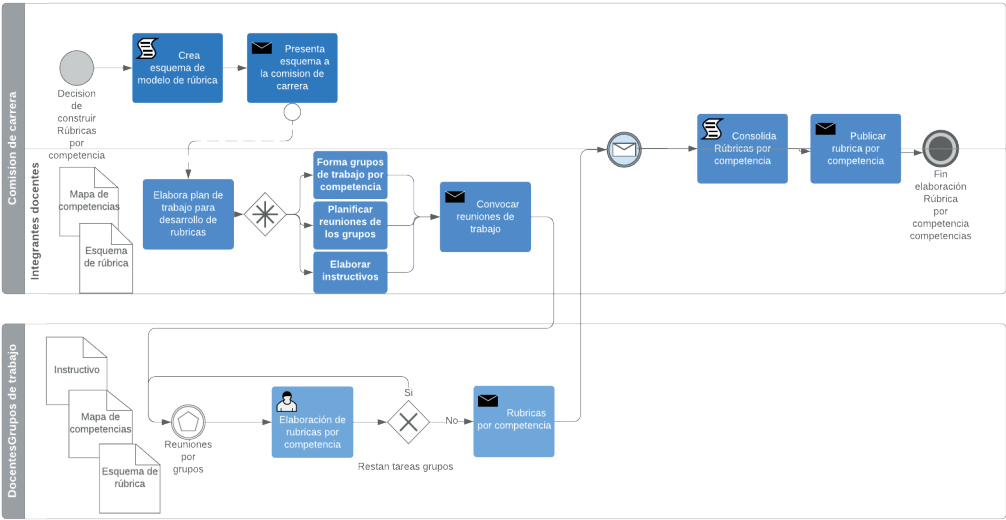 Comision de carrera
Integrantes docentes
Decision
de
construir
Rúbricas
por
competencia
Crea
esquema de
modelo de rúbrica
Presenta
esquema a
la comision de
carrera
Mapa de
competencias
Esquema
de rúbrica
Elabora plan de
trabajo para
desarrollo de
rubricas
Forma grupos
de trabajo por
competencia
Planificar
reuniones de
los grupos
Elaborar
instructivos
Convocar
reuniones de
trabajo
Consolida
Rúbricas por
competencia
Publicar
rubrica por
competencia
Fin
elaboración
Rúbrica
por
competencia
competencias
DocentesGrupos de trabajo
Instructivo
Mapa de
competencias
Esquema de
rúbrica
Reuniones
por
grupos
Elaboración de
rubricas por
competencia
Si
No
Restan tareas grupos
Rubricas
por competencia